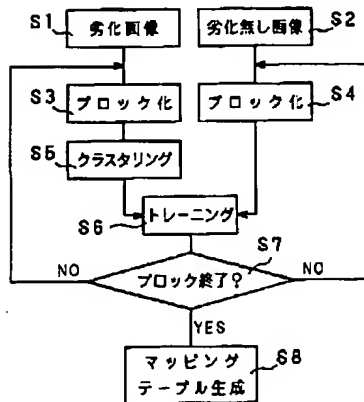 S1
劣化画像
劣化無し画像
S2
S3
ブロック化
ブロック化
S4
S5
クラスタリング
トレーニング
S6
S7
NO
ブロック終了?
NO
YES
マッピング
テーブル生成
S8